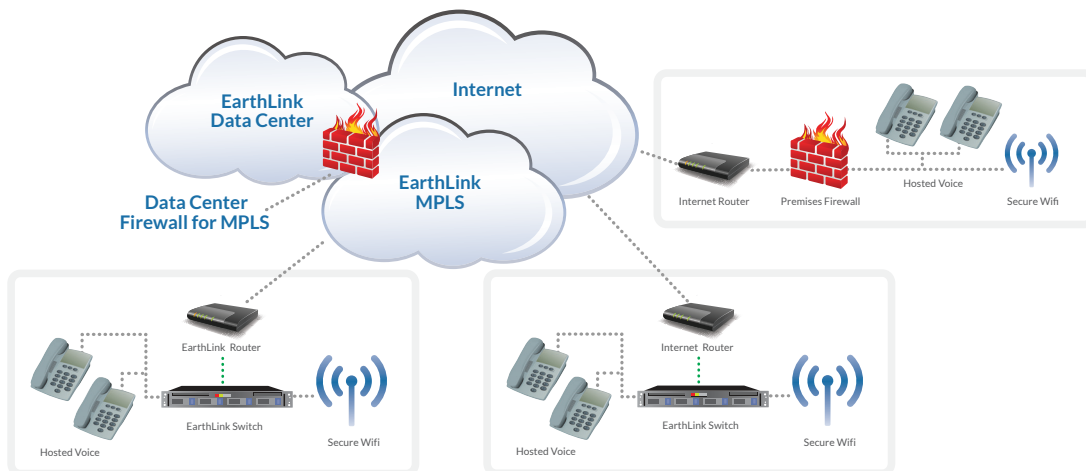 EarthLink
Data Center
Internet
EarthLink
MPLS
Data Center
Firewall for MPLS
Internet Router
Premises Firewall
Hosted Voice
Secure Wifi
EarthLink Router
EarthLink Switch
Hosted Voice
Secure Wifi
Internet Router
EarthLink Switch
Hosted Voice
Secure Wifi